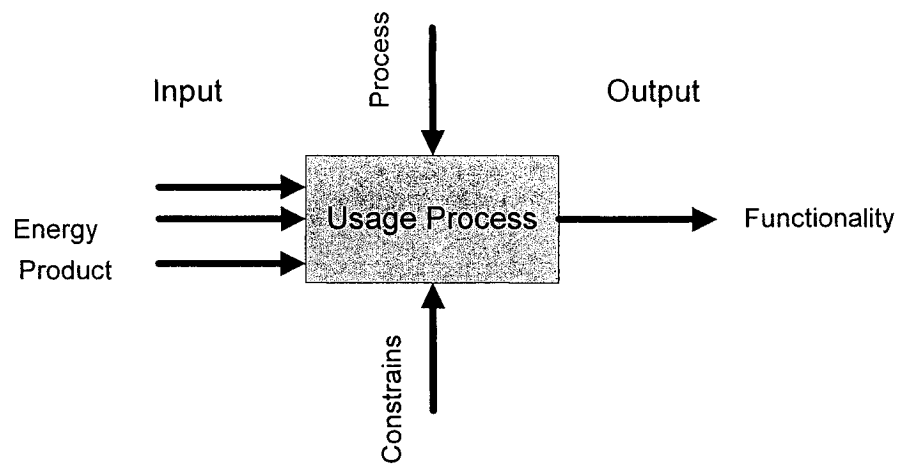 Process
Input
Output
Usage Process
Energy
Product
Functionality
Constrains